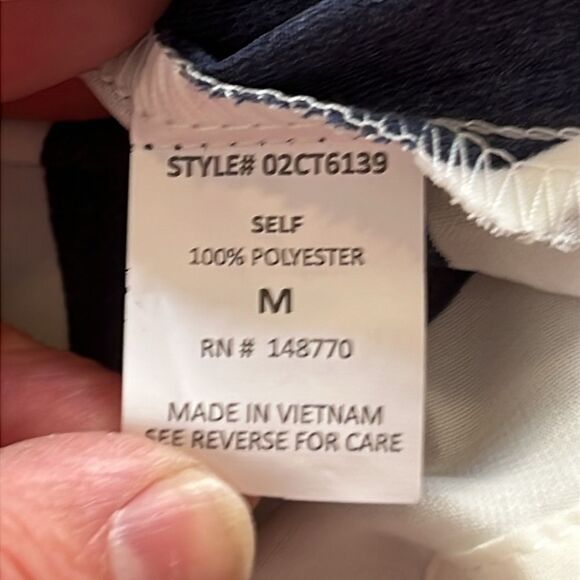 STYLE# 02CT6139
SELF
100% POLYESTER
M
RN # 148770
MADE IN VIETNAM
SEE REVERSE FOR CARE